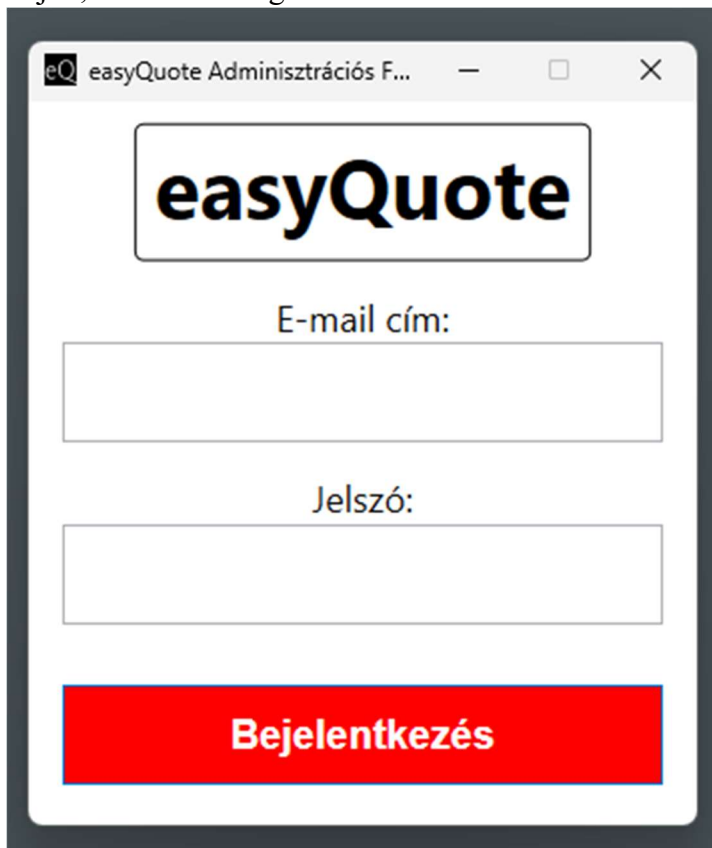 eQ easyQuote Adminisztrációs F...
easyQuote
E-mail cím:
Jelszó:
Bejelentkezés